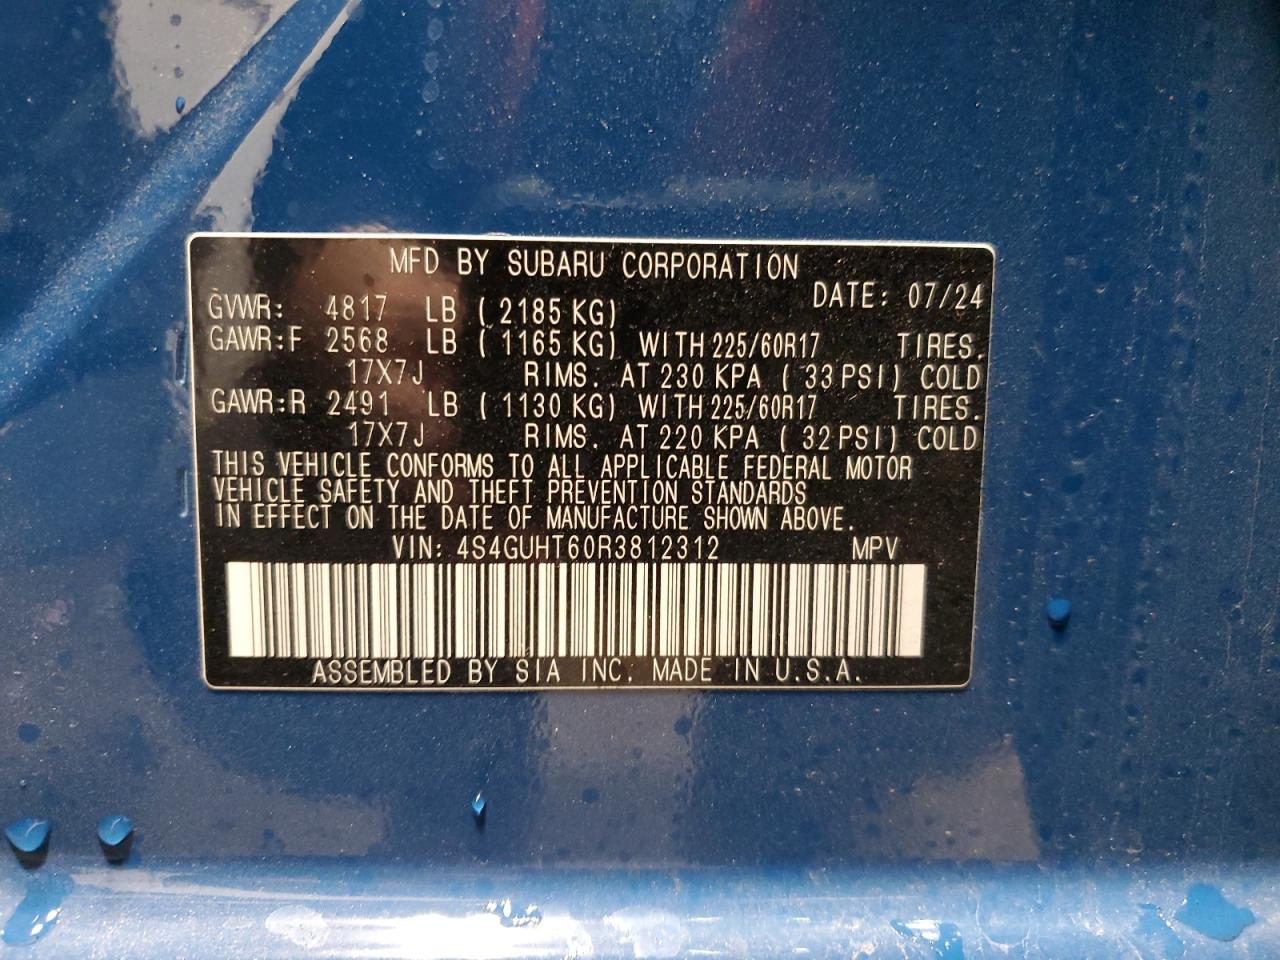 MFD BY SUBARU CORPORATION
DATE: 07/24
GVWR: 4817 LB ( 2185 KG)
GAWR:F 2568 LB ( 1165 KG) WITH 225/60R17 TIRES.
17X7J RIMS. AT 230 KPA ( 33 PSI) COLD
GAWR:R 2491 LB ( 1130 KG) WITH 225/60R17 TIRES.
17X7J RIMS. AT 220 KPA ( 32 PSI) COLD
THIS VEHICLE CONFORMS TO ALL APPLICABLE FEDERAL MOTOR
VEHICLE SAFETY AND THEFT PREVENTION STANDARDS
IN EFFECT ON THE DATE OF MANUFACTURE SHOWN ABOVE.
VIN: 4S4GUHT60R3812312 MPV
ASSEMBLED BY SIA INC. MADE IN U.S.A.